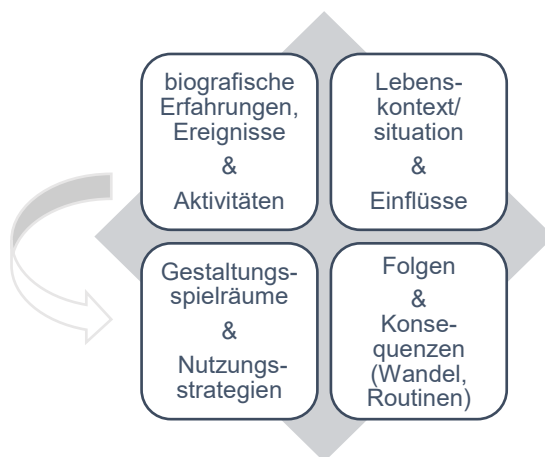 biografische
Erfahrungen,
Ereignisse
&
Aktivitäten
Lebens-
kontext/
situation
&
Einflüsse
Gestaltungs-
spielräume
&
Nutzungs-
strategien
Folgen
&
Konse-
quenzen
(Wandel,
Routinen)